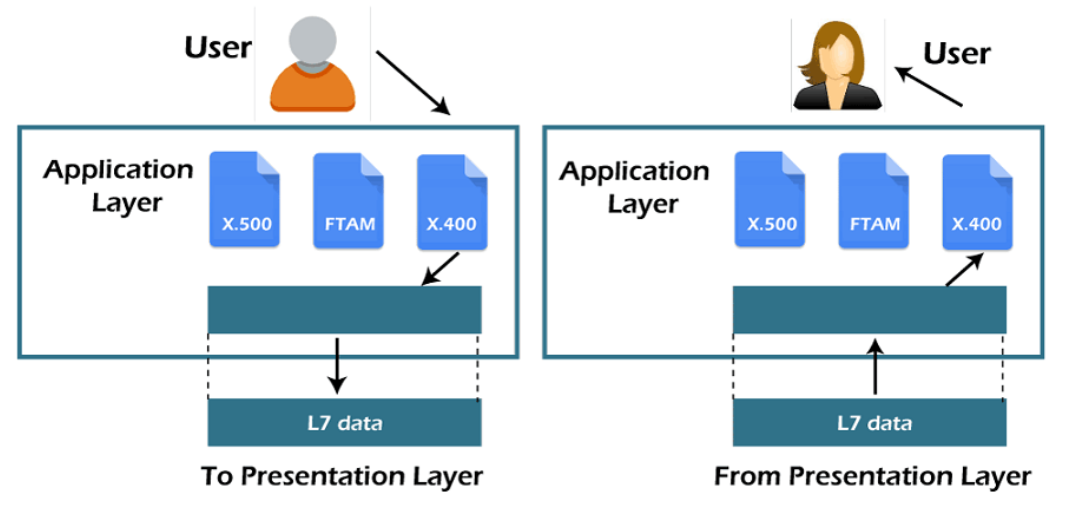 User
Application
Layer
X.500
FTAM
X.400
L7 data
To Presentation Layer
User
Application
Layer
X.500
FTAM
X.400
L7 data
From Presentation Layer